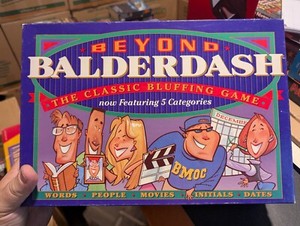 BEYOND
BALDERDASH
THE CLASSIC BLUFFING GAME
now Featuring 5 Categories
DECEMBER
BMOC
WORDS · PEOPLE · MOVIES · INITIALS · DATES